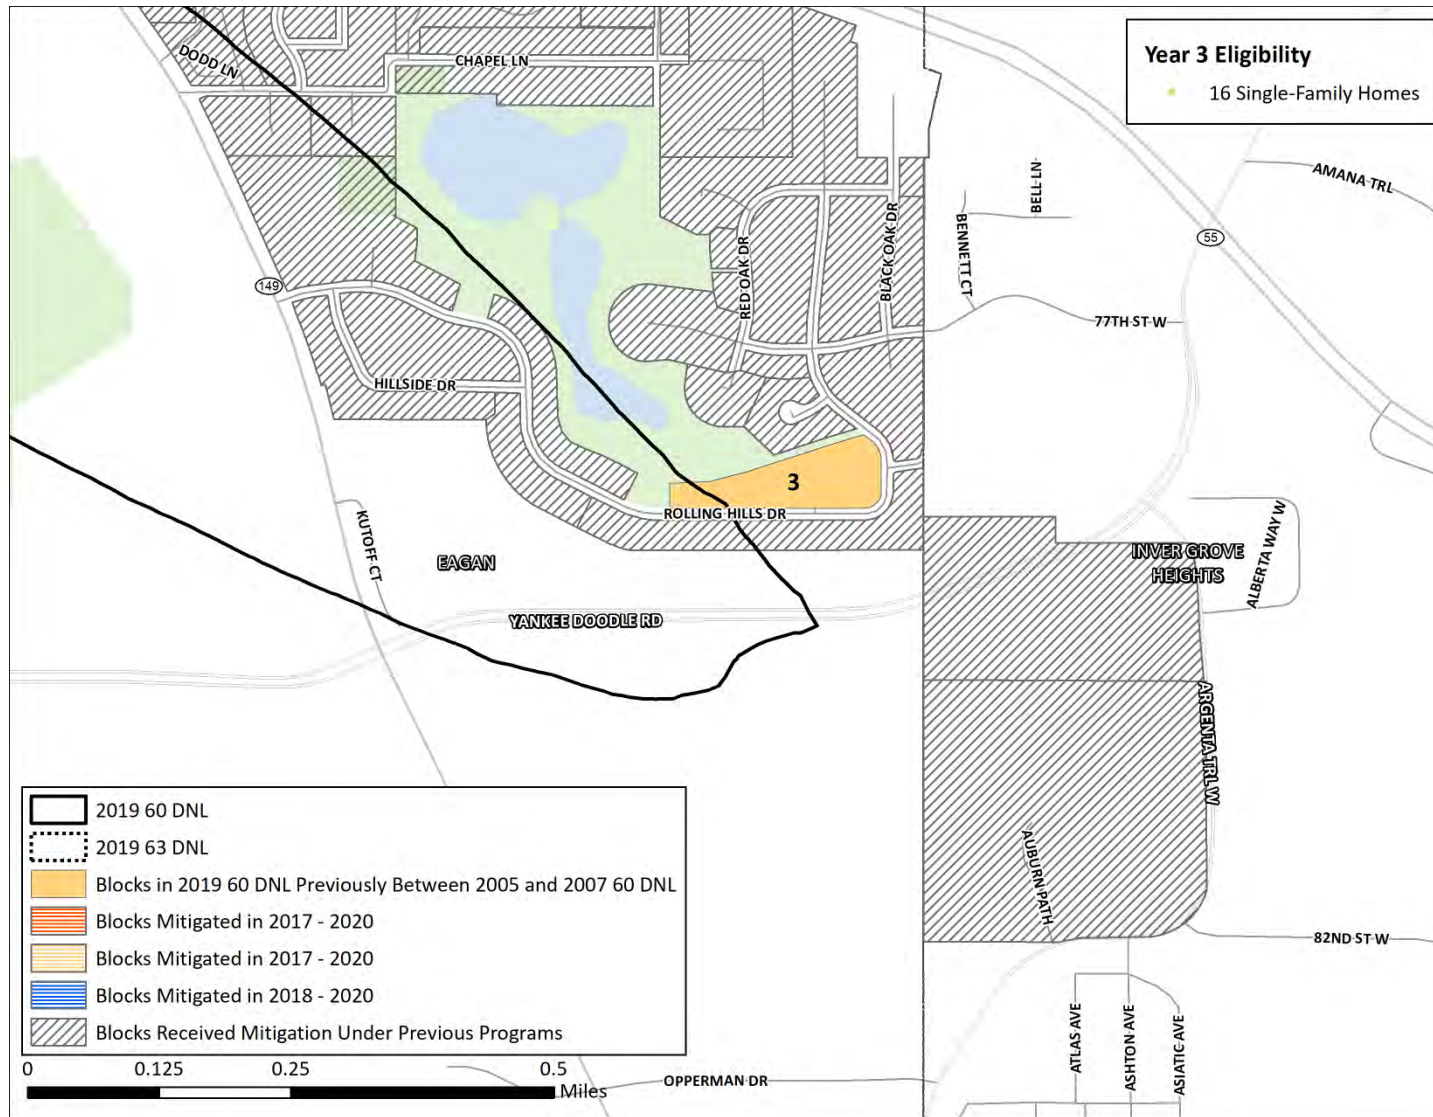 Year 3 Eligibility
16 Single-Family Homes
DODD LN
CHAPEL LN
AMANA TRL
BELL LN
BENNETT CT
55
RED OAK DR
BLACK OAK DR
149
77TH ST W
HILLSIDE DR
3
ROLLING HILLS DR
KUTOFF CT
EAGAN
INVER GROVE
HEIGHTS
ALBERTA WAY W
YANKEE DOODLE RD
ARGENTA TRL W
AUBURN PATH
82ND ST W
2019 60 DNL
2019 63 DNL
Blocks in 2019 60 DNL Previously Between 2005 and 2007 60 DNL
Blocks Mitigated in 2017 - 2020
Blocks Mitigated in 2017 - 2020
Blocks Mitigated in 2018 - 2020
Blocks Received Mitigation Under Previous Programs
0 0.125 0.25 0.5
Miles
OPPERMAN DR
ATLAS AVE
ASHTON AVE
ASIATIC AVE